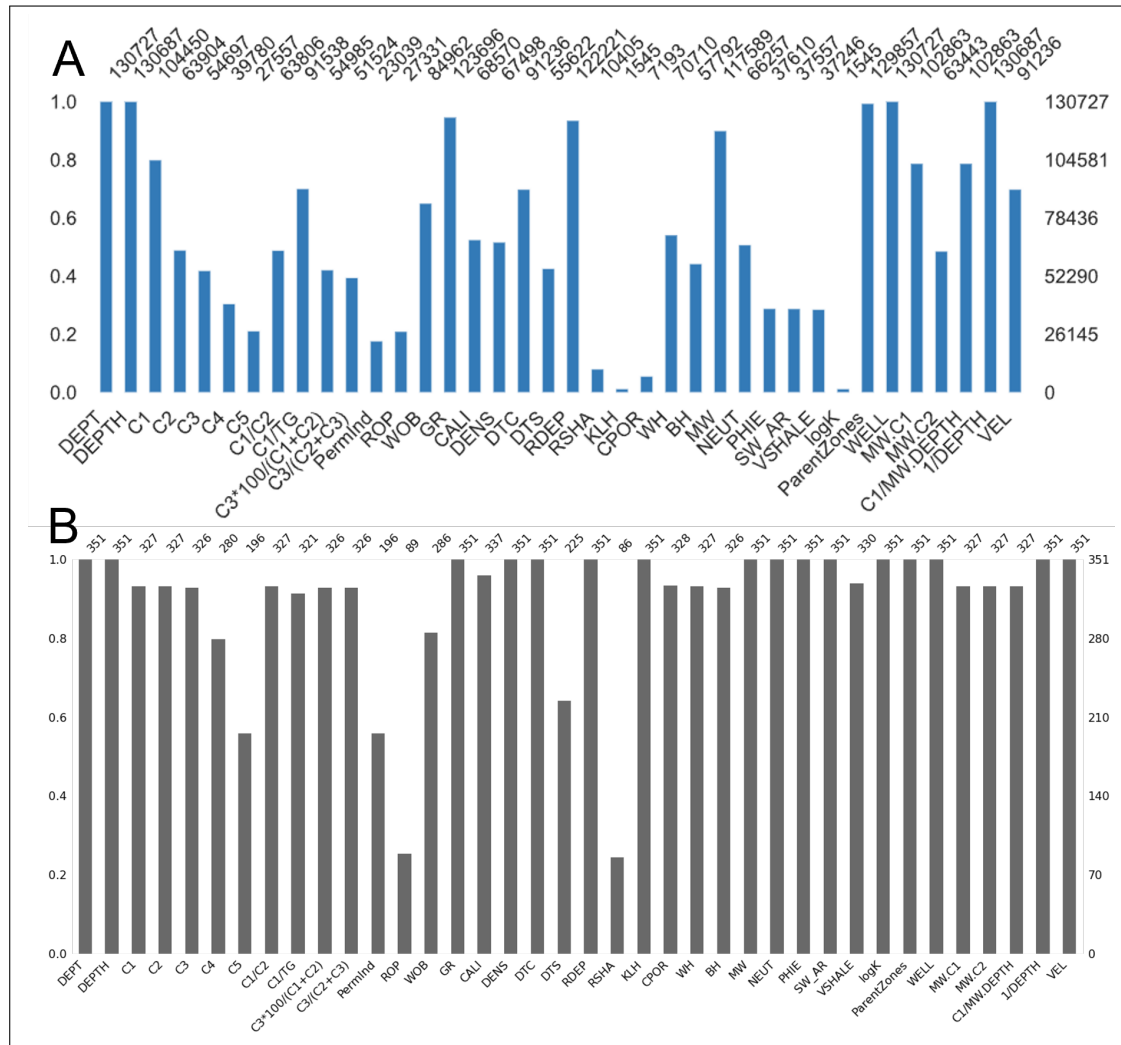 A
130727 130687 104450 63904 54697 39780 27557 63806 91538 54985 51524 23039 27331 84962 123696 68570 67498 91236 55622 122221 10405 1545 7193 70710 57792 117589 66257 37610 37557 37246 1545 129857 130727 102863 63443 102863 130687 91236
1.0 130727
0.8 104581
0.6 78436
0.4 52290
0.2 26145
0.0 0
DEPT DEPTH C1 C2 C3 C4 C5 C1/C2 C1/TG C3*100/(C1+C2) C3/(C2+C3) PermInd ROP WOB GR CALI DENS DTC DTS RDEP RSHA KLH CPOR WH BH MW NEUT PHIE SW_AR VSHALE logK ParentZones WELL MW.C1 MW.C2 C1/MW.DEPTH 1/DEPTH VEL
B
351 351 327 327 326 280 196 327 321 326 326 196 89 286 351 337 351 351 225 351 86 351 328 327 326 351 351 351 351 330 351 351 351 327 327 327 351 351
1.0 351
0.8 280
0.6 210
0.4 140
0.2 70
0.0 0
DEPT DEPTH C1 C2 C3 C4 C5 C1/C2 C1/TG C3*100/(C1+C2) C3/(C2+C3) PermInd ROP WOB GR CALI DENS DTC DTS RDEP RSHA KLH CPOR WH BH MW NEUT PHIE SW_AR VSHALE logK ParentZones WELL MW.C1 MW.C2 C1/MW.DEPTH 1/DEPTH VEL